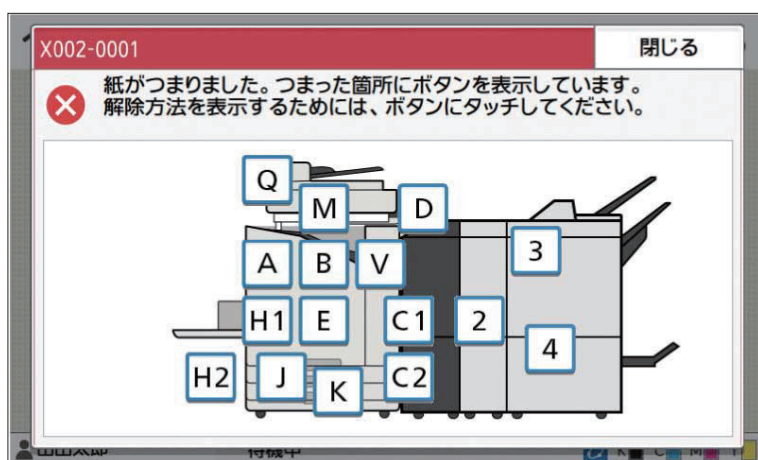 X002-0001
閉じる
紙がつまりました。つまった箇所にボタンを表示しています。
解除方法を表示するためには、ボタンにタッチしてください。
Q
M D
A B V 3
H1 E C1 2 4
H2 J K C2
待機中
K C M Y